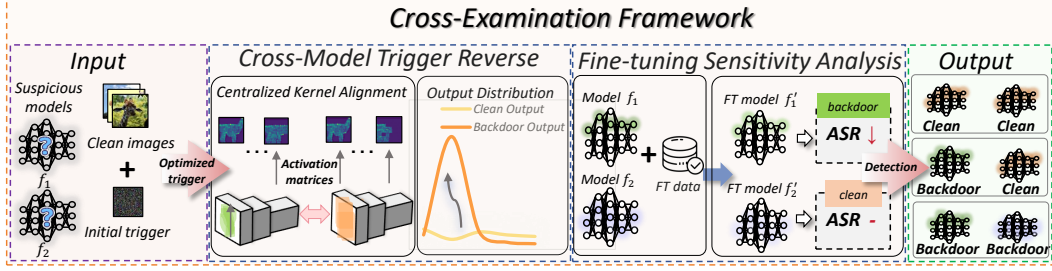 Cross-Examination Framework
Input
Suspicious
models
?
f₁
?
f₂
Clean images
+
Initial trigger
Optimized
trigger
Cross-Model Trigger Reverse
Centralized Kernel Alignment
...
...
Activation
matrices
Output Distribution
Clean Output
Backdoor Output
Fine-tuning Sensitivity Analysis
Model f₁
Model f₂
+
FT data
FT model f₁′
FT model f₂′
backdoor
ASR ↓
clean
ASR -
Detection
Output
Clean Clean
Backdoor Clean
Backdoor Backdoor